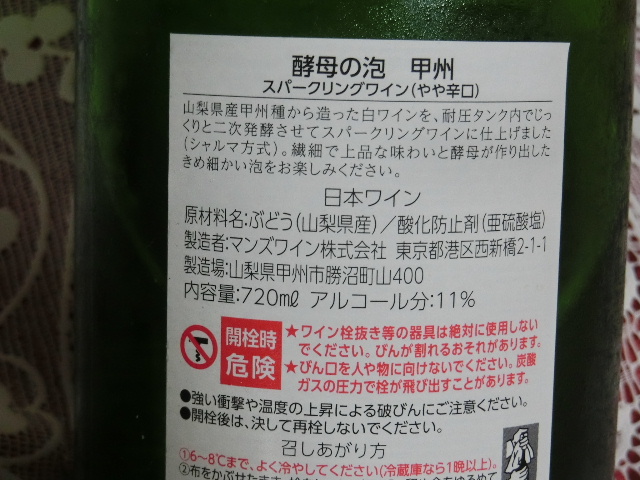 酵母の泡 甲州
スパークリングワイン(やや辛口)
山梨県産甲州種から造った白ワインを、耐圧タンク内でじっ
くりと二次発酵させてスパークリングワインに仕上げました
(シャルマ方式)。繊細で上品な味わいと酵母が作り出した
きめ細かい泡をお楽しみください。
日本ワイン
原材料名:ぶどう(山梨県産)/酸化防止剤(亜硫酸塩)
製造者:マンズワイン株式会社 東京都港区西新橋2-1-1
製造場:山梨県甲州市勝沼町山400
内容量:720mℓ アルコール分:11%
開栓時
危険
★ワイン栓抜き等の器具は絶対に使用しない
でください。びんが割れるおそれがあります。
★びん口を人や物に向けないでください。炭酸
ガスの圧力で栓が飛び出すことがあります。
●強い衝撃や温度の上昇による破びんにご注意ください。
●開栓後は、決して再栓しないでください。
召しあがり方
①6~8℃まで、よく冷やしてください(冷蔵庫なら1晩以上)。
②布をかぶせたまま、